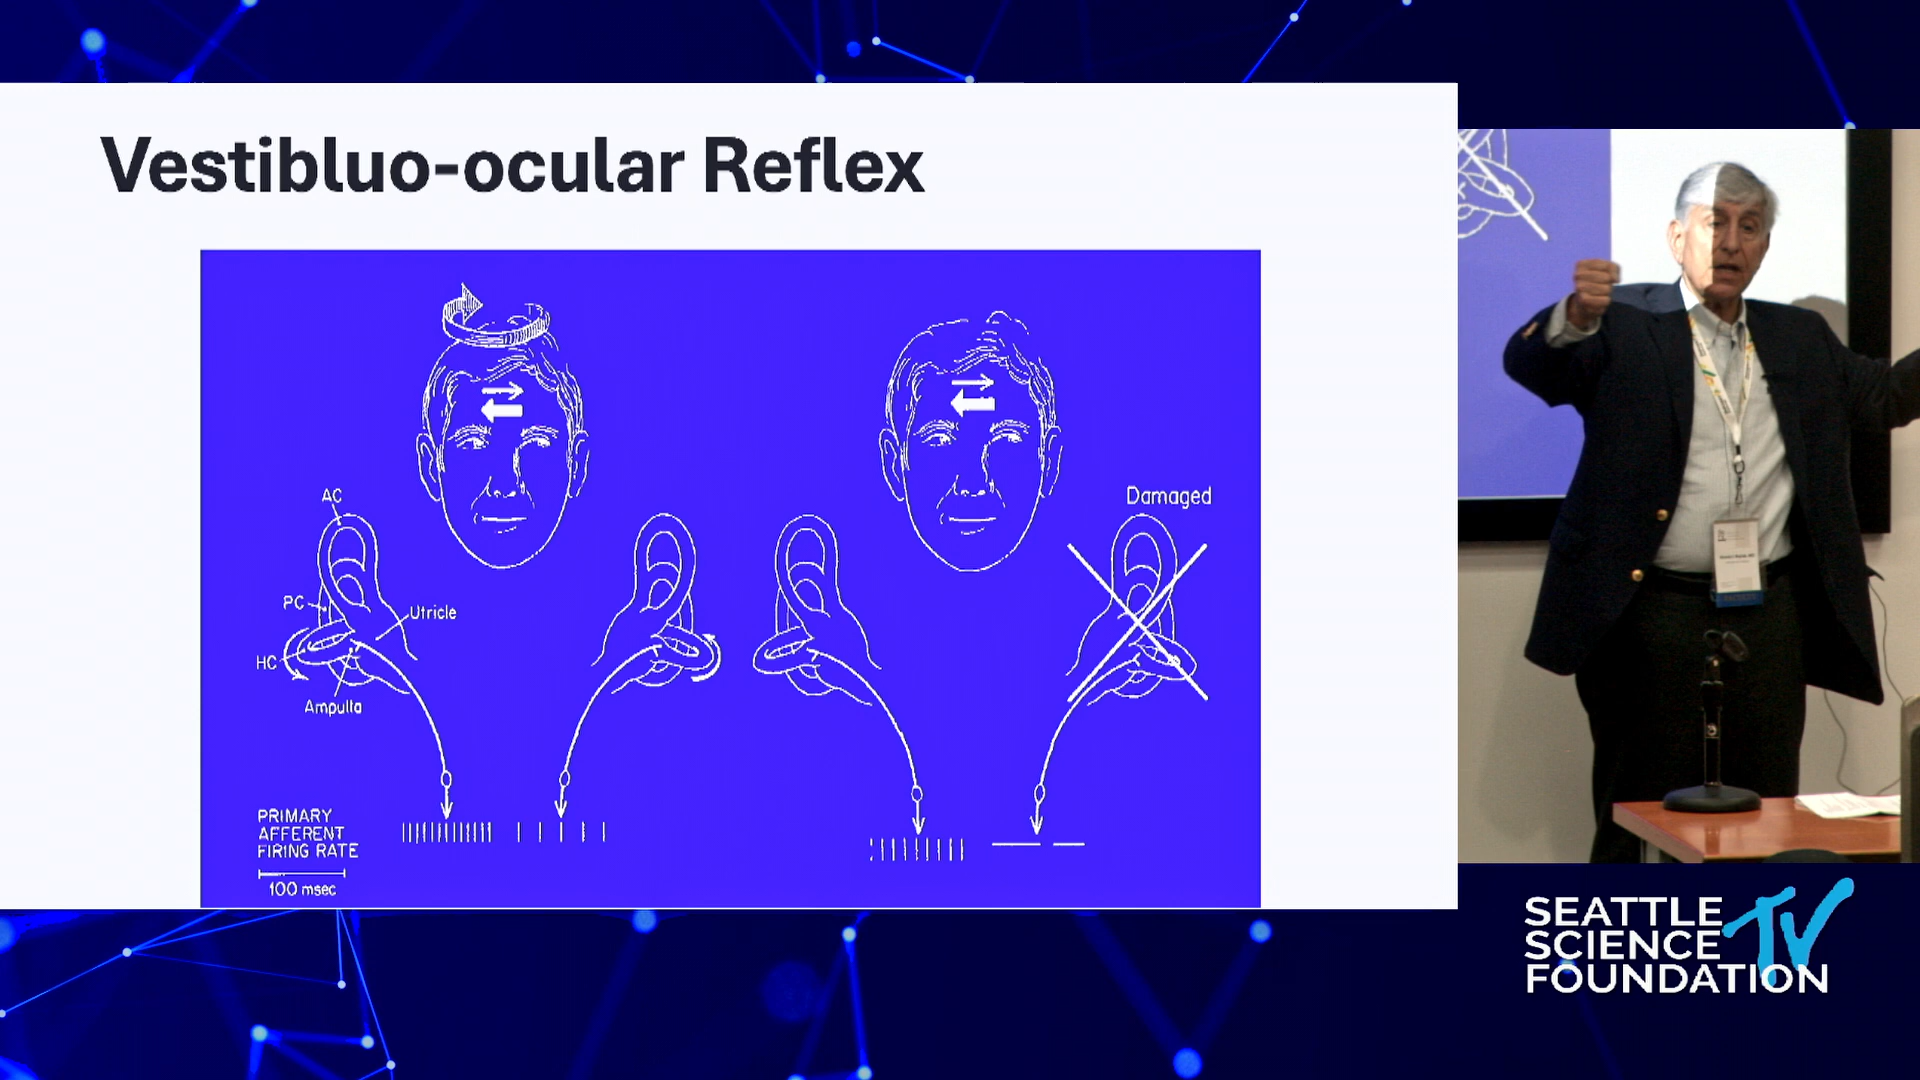 Vestibluo-ocular Reflex
AC
PC
Utricle
HC
Ampulla
Damaged
PRIMARY
AFFERENT
FIRING RATE
100 msec
SEATTLE
SCIENCE
FOUNDATION
TV